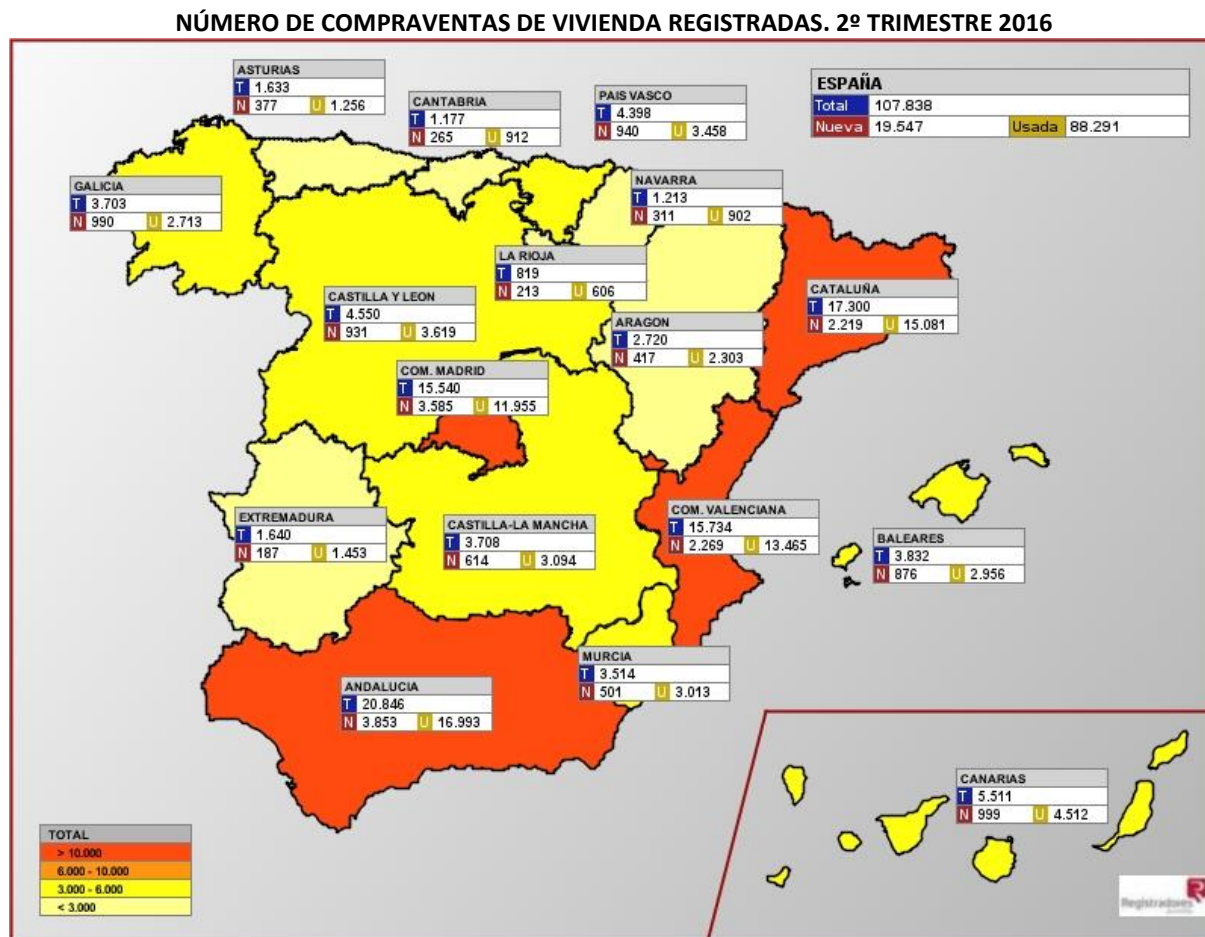 NÚMERO DE COMPRAVENTAS DE VIVIENDA REGISTRADAS. 2º TRIMESTRE 2016
ASTURIAS
T 1.633
N 377 U 1.256
CANTABRIA
T 1.177
N 265 U 912
PAIS VASCO
T 4.398
N 940 U 3.458
ESPAÑA
Total 107.838
Nueva 19.547 Usada 88.291
GALICIA
T 3.703
N 990 U 2.713
NAVARRA
T 1.213
N 311 U 902
LA RIOJA
T 819
N 213 U 606
CASTILLA Y LEON
T 4.550
N 931 U 3.619
CATALUÑA
T 17.300
N 2.219 U 15.081
ARAGON
T 2.720
N 417 U 2.303
COM. MADRID
T 15.540
N 3.585 U 11.955
EXTREMADURA
T 1.640
N 187 U 1.453
CASTILLA-LA MANCHA
T 3.708
N 614 U 3.094
COM. VALENCIANA
T 15.734
N 2.269 U 13.465
BALEARES
T 3.832
N 876 U 2.956
MURCIA
T 3.514
N 501 U 3.013
ANDALUCIA
T 20.846
N 3.853 U 16.993
CANARIAS
T 5.511
N 999 U 4.512
TOTAL
> 10.000
6.000 - 10.000
3.000 - 6.000
< 3.000
Registradores